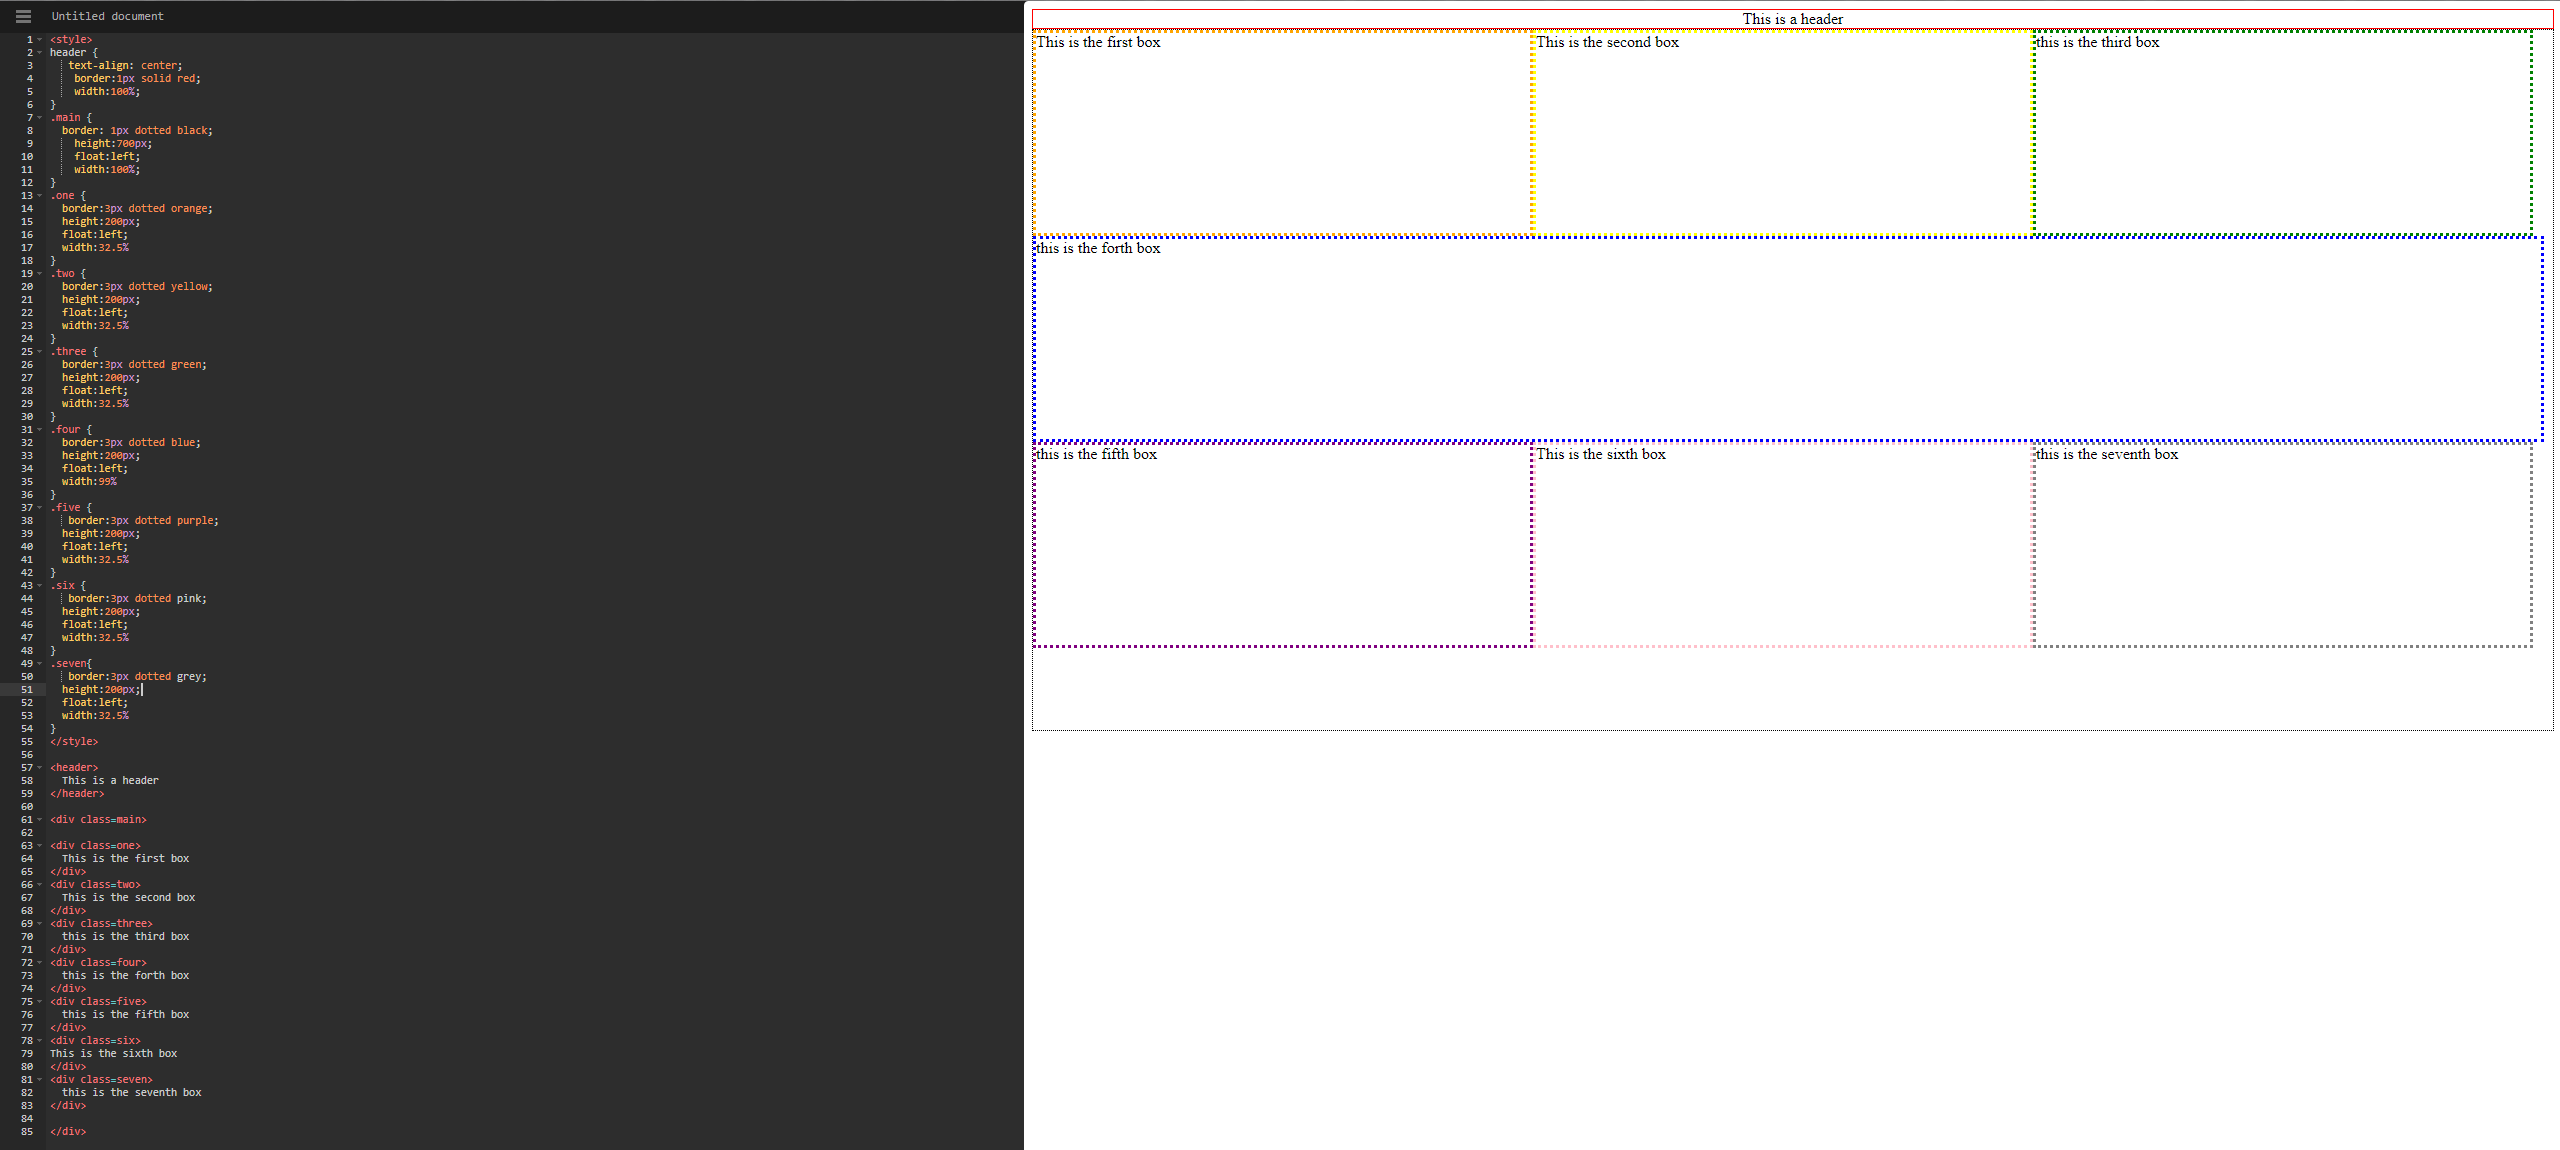 Untitled document
1 <style>
2 header {
3 text-align: center;
4 border:1px solid red;
5 width:100%;
6 }
7 .main {
8 border: 1px dotted black;
9 height:700px;
10 float:left;
11 width:100%;
12 }
13 .one {
14 border:3px dotted orange;
15 height:200px;
16 float:left;
17 width:32.5%
18 }
19 .two {
20 border:3px dotted yellow;
21 height:200px;
22 float:left;
23 width:32.5%
24 }
25 .three {
26 border:3px dotted green;
27 height:200px;
28 float:left;
29 width:32.5%
30 }
31 .four {
32 border:3px dotted blue;
33 height:200px;
34 float:left;
35 width:99%
36 }
37 .five {
38 border:3px dotted purple;
39 height:200px;
40 float:left;
41 width:32.5%
42 }
43 .six {
44 border:3px dotted pink;
45 height:200px;
46 float:left;
47 width:32.5%
48 }
49 .seven{
50 border:3px dotted grey;
51 height:200px;
52 float:left;
53 width:32.5%
54 }
55 </style>
56
57 <header>
58 This is a header
59 </header>
60
61 <div class=main>
62
63 <div class=one>
64 This is the first box
65 </div>
66 <div class=two>
67 This is the second box
68 </div>
69 <div class=three>
70 this is the third box
71 </div>
72 <div class=four>
73 this is the forth box
74 </div>
75 <div class=five>
76 this is the fifth box
77 </div>
78 <div class=six>
79 This is the sixth box
80 </div>
81 <div class=seven>
82 this is the seventh box
83 </div>
84
85 </div>
This is a header
This is the first box
This is the second box
this is the third box
this is the forth box
this is the fifth box
This is the sixth box
this is the seventh box